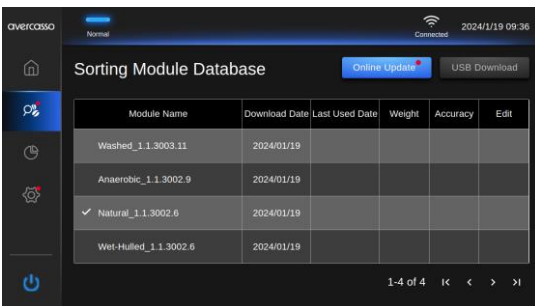 avercasso
Normal
Connected
2024/1/19 09:36
Sorting Module Database
Online Update
USB Download
Module Name Download Date Last Used Date Weight Accuracy Edit
Washed_1.1.3003.11 2024/01/19
Anaerobic_1.1.3002.9 2024/01/19
Natural_1.1.3002.6 2024/01/19
Wet-Hulled_1.1.3002.6 2024/01/19
1-4 of 4